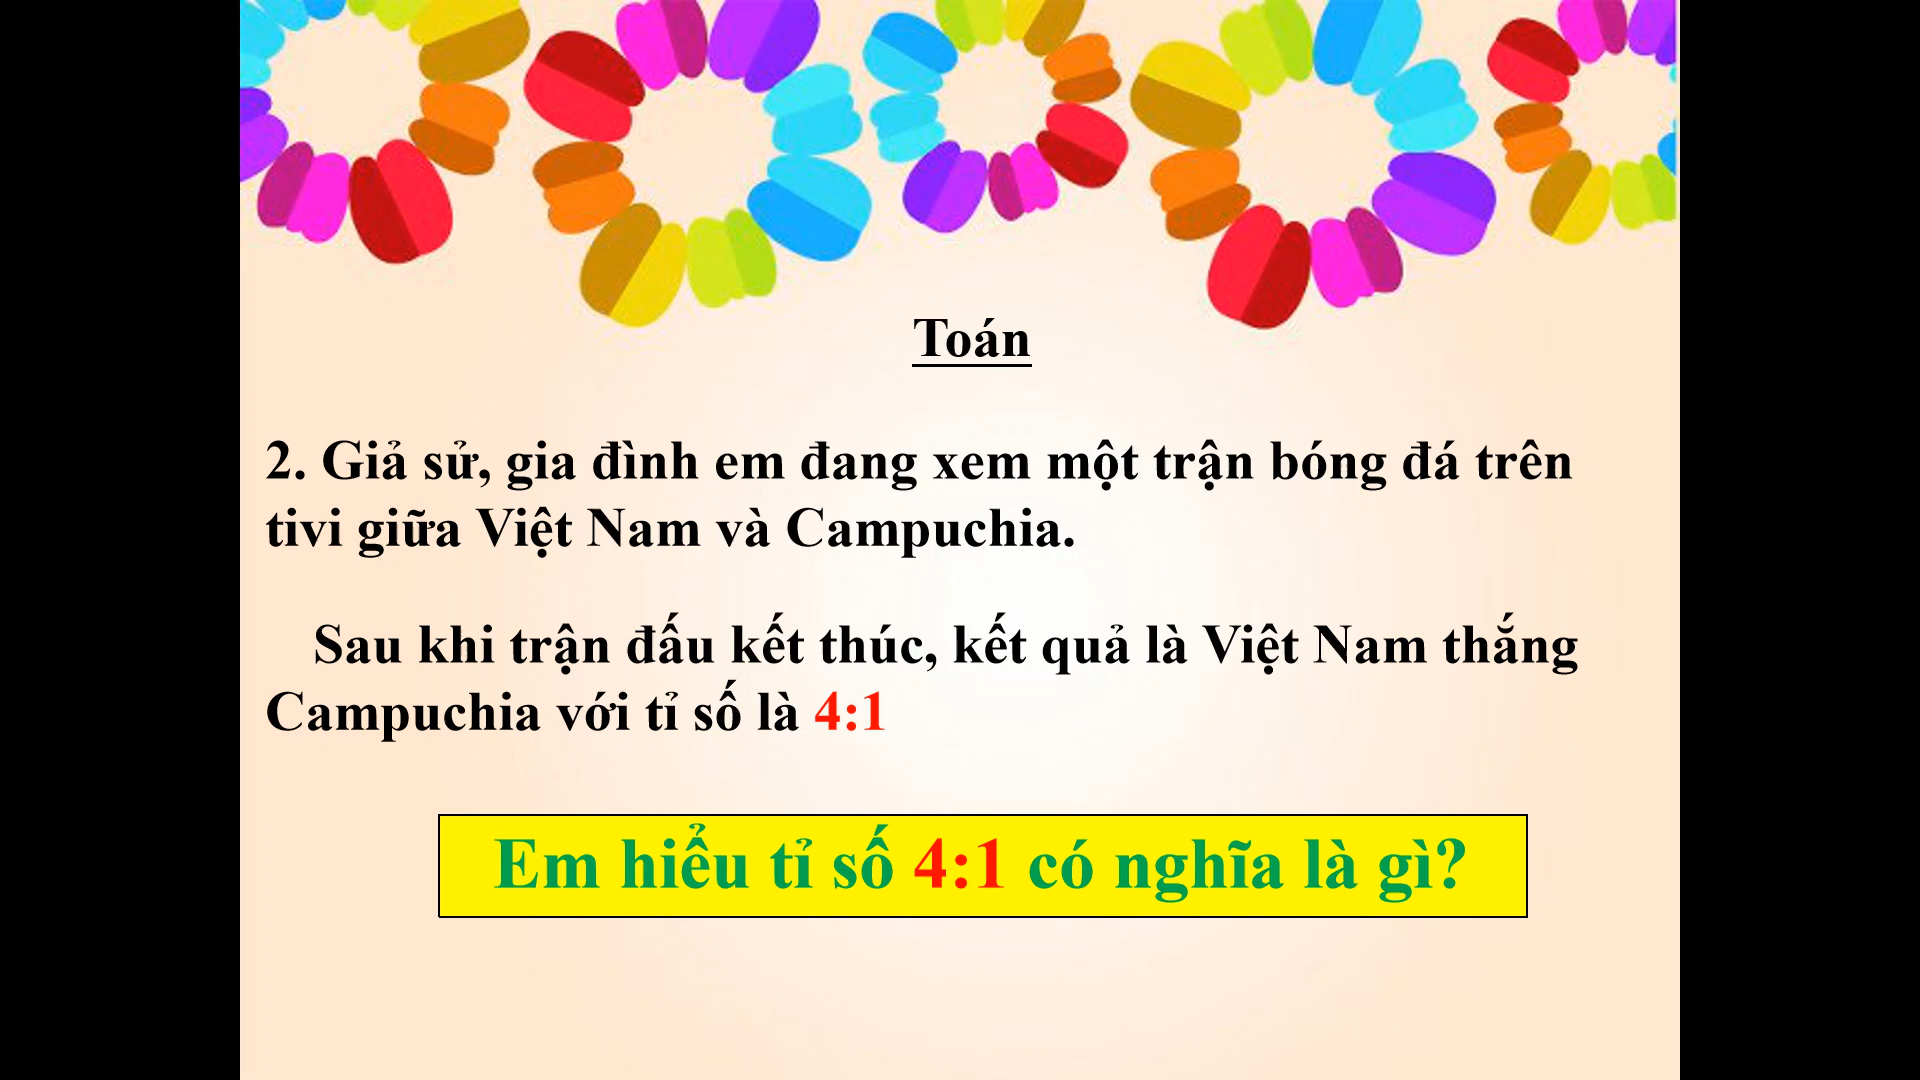 Toán
2. Giả sử, gia đình em đang xem một trận bóng đá trên
tivi giữa Việt Nam và Campuchia.
Sau khi trận đấu kết thúc, kết quả là Việt Nam thắng
Campuchia với tỉ số là 4:1
Em hiểu tỉ số 4:1 có nghĩa là gì?